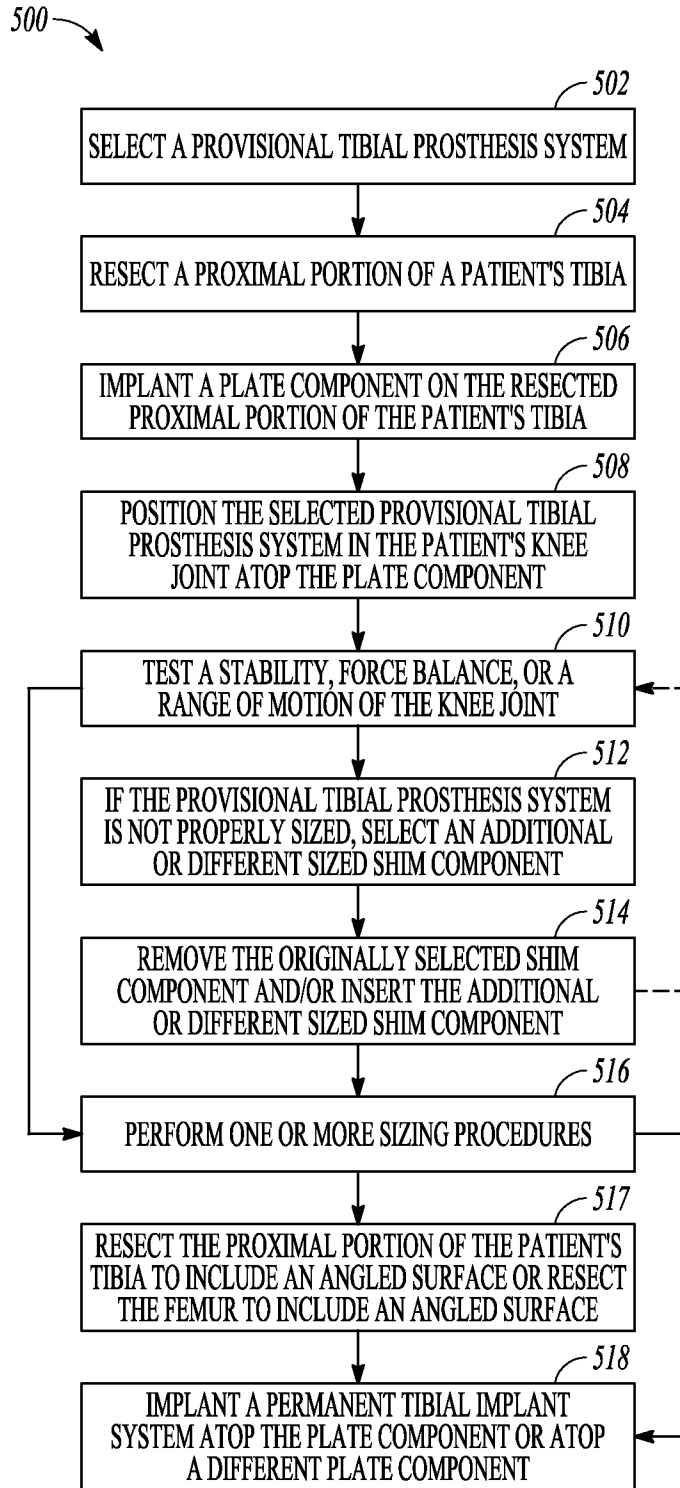 500
502
SELECT A PROVISIONAL TIBIAL PROSTHESIS SYSTEM
504
RESECT A PROXIMAL PORTION OF A PATIENT'S TIBIA
506
IMPLANT A PLATE COMPONENT ON THE RESECTED
PROXIMAL PORTION OF THE PATIENT'S TIBIA
508
POSITION THE SELECTED PROVISIONAL TIBIAL
PROSTHESIS SYSTEM IN THE PATIENT'S KNEE
JOINT ATOP THE PLATE COMPONENT
510
TEST A STABILITY, FORCE BALANCE, OR A
RANGE OF MOTION OF THE KNEE JOINT
512
IF THE PROVISIONAL TIBIAL PROSTHESIS SYSTEM
IS NOT PROPERLY SIZED, SELECT AN ADDITIONAL
OR DIFFERENT SIZED SHIM COMPONENT
514
REMOVE THE ORIGINALLY SELECTED SHIM
COMPONENT AND/OR INSERT THE ADDITIONAL
OR DIFFERENT SIZED SHIM COMPONENT
516
PERFORM ONE OR MORE SIZING PROCEDURES
517
RESECT THE PROXIMAL PORTION OF THE PATIENT'S
TIBIA TO INCLUDE AN ANGLED SURFACE OR RESECT
THE FEMUR TO INCLUDE AN ANGLED SURFACE
518
IMPLANT A PERMANENT TIBIAL IMPLANT
SYSTEM ATOP THE PLATE COMPONENT OR ATOP
A DIFFERENT PLATE COMPONENT